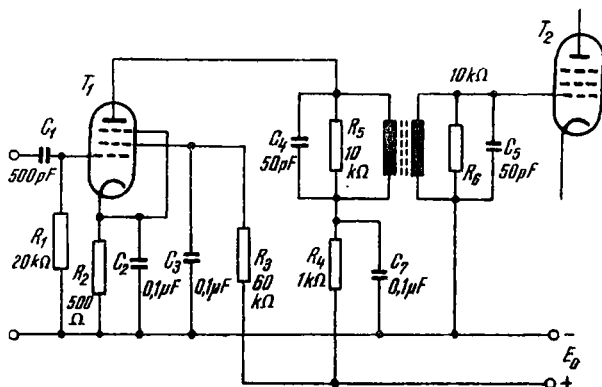 T₁
T₂
C₁
500pF
R₁
20kΩ
R₂
500
Ω
C₂
0,1µF
C₃
0,1µF
R₃
60
kΩ
C₄
50pF
R₅
10
kΩ
R₄
1kΩ
C₇
0,1µF
10kΩ
R₆
C₅
50pF
−
E₀
+